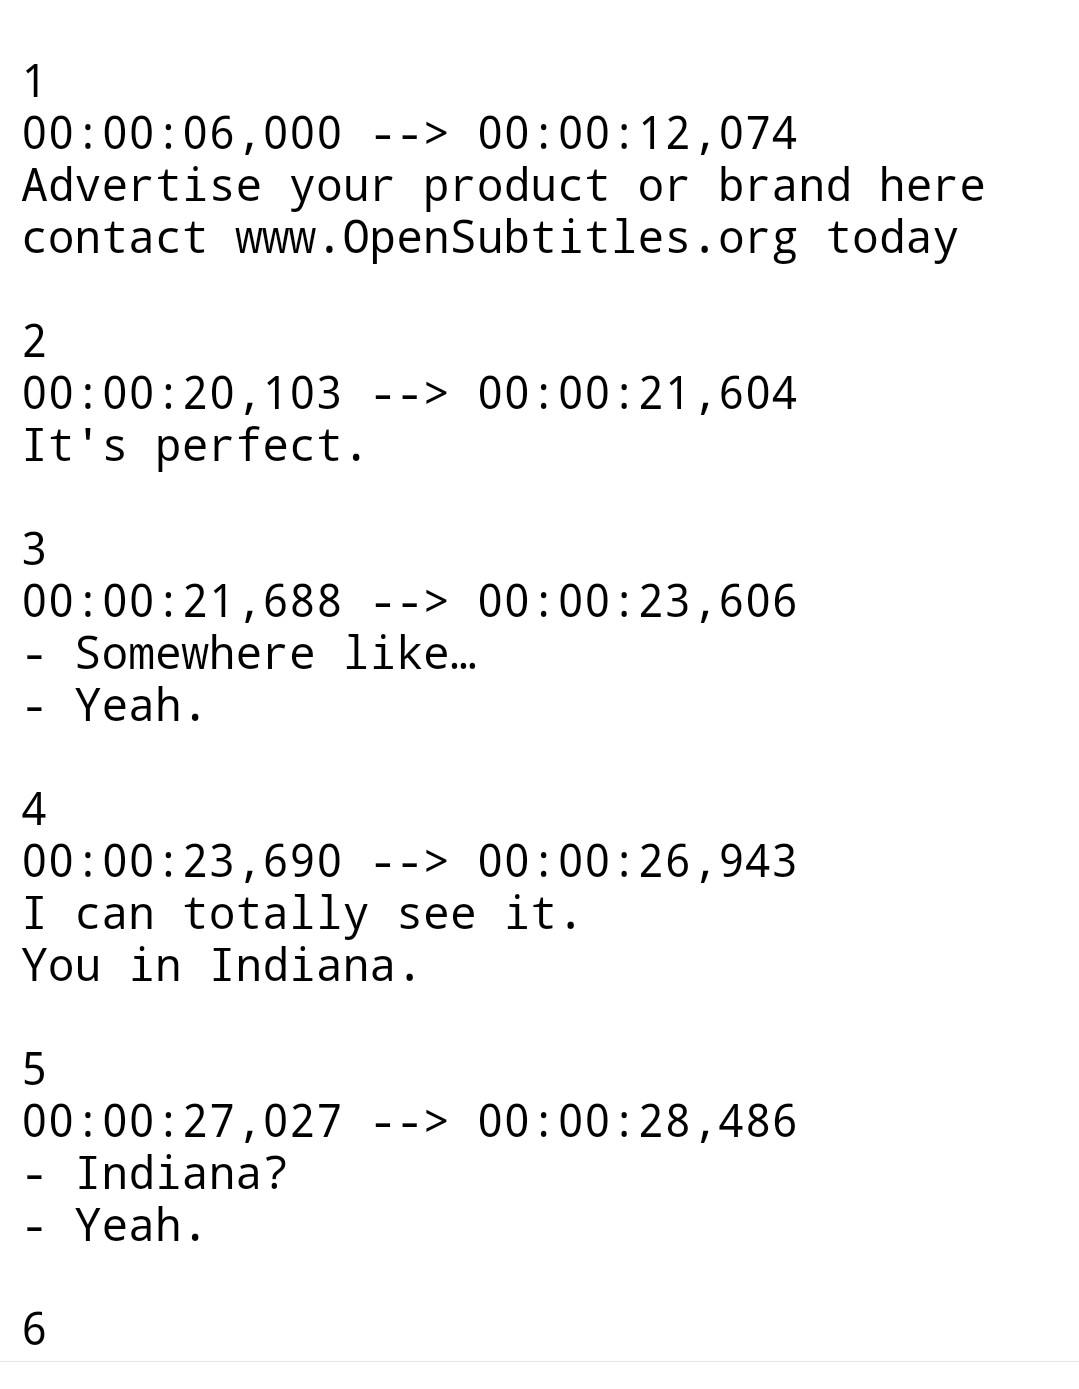 1
00:00:06,000 --> 00:00:12,074
Advertise your product or brand here
contact www.OpenSubtitles.org today

2
00:00:20,103 --> 00:00:21,604
It's perfect.

3
00:00:21,688 --> 00:00:23,606
- Somewhere like…
- Yeah.

4
00:00:23,690 --> 00:00:26,943
I can totally see it.
You in Indiana.

5
00:00:27,027 --> 00:00:28,486
- Indiana?
- Yeah.

6